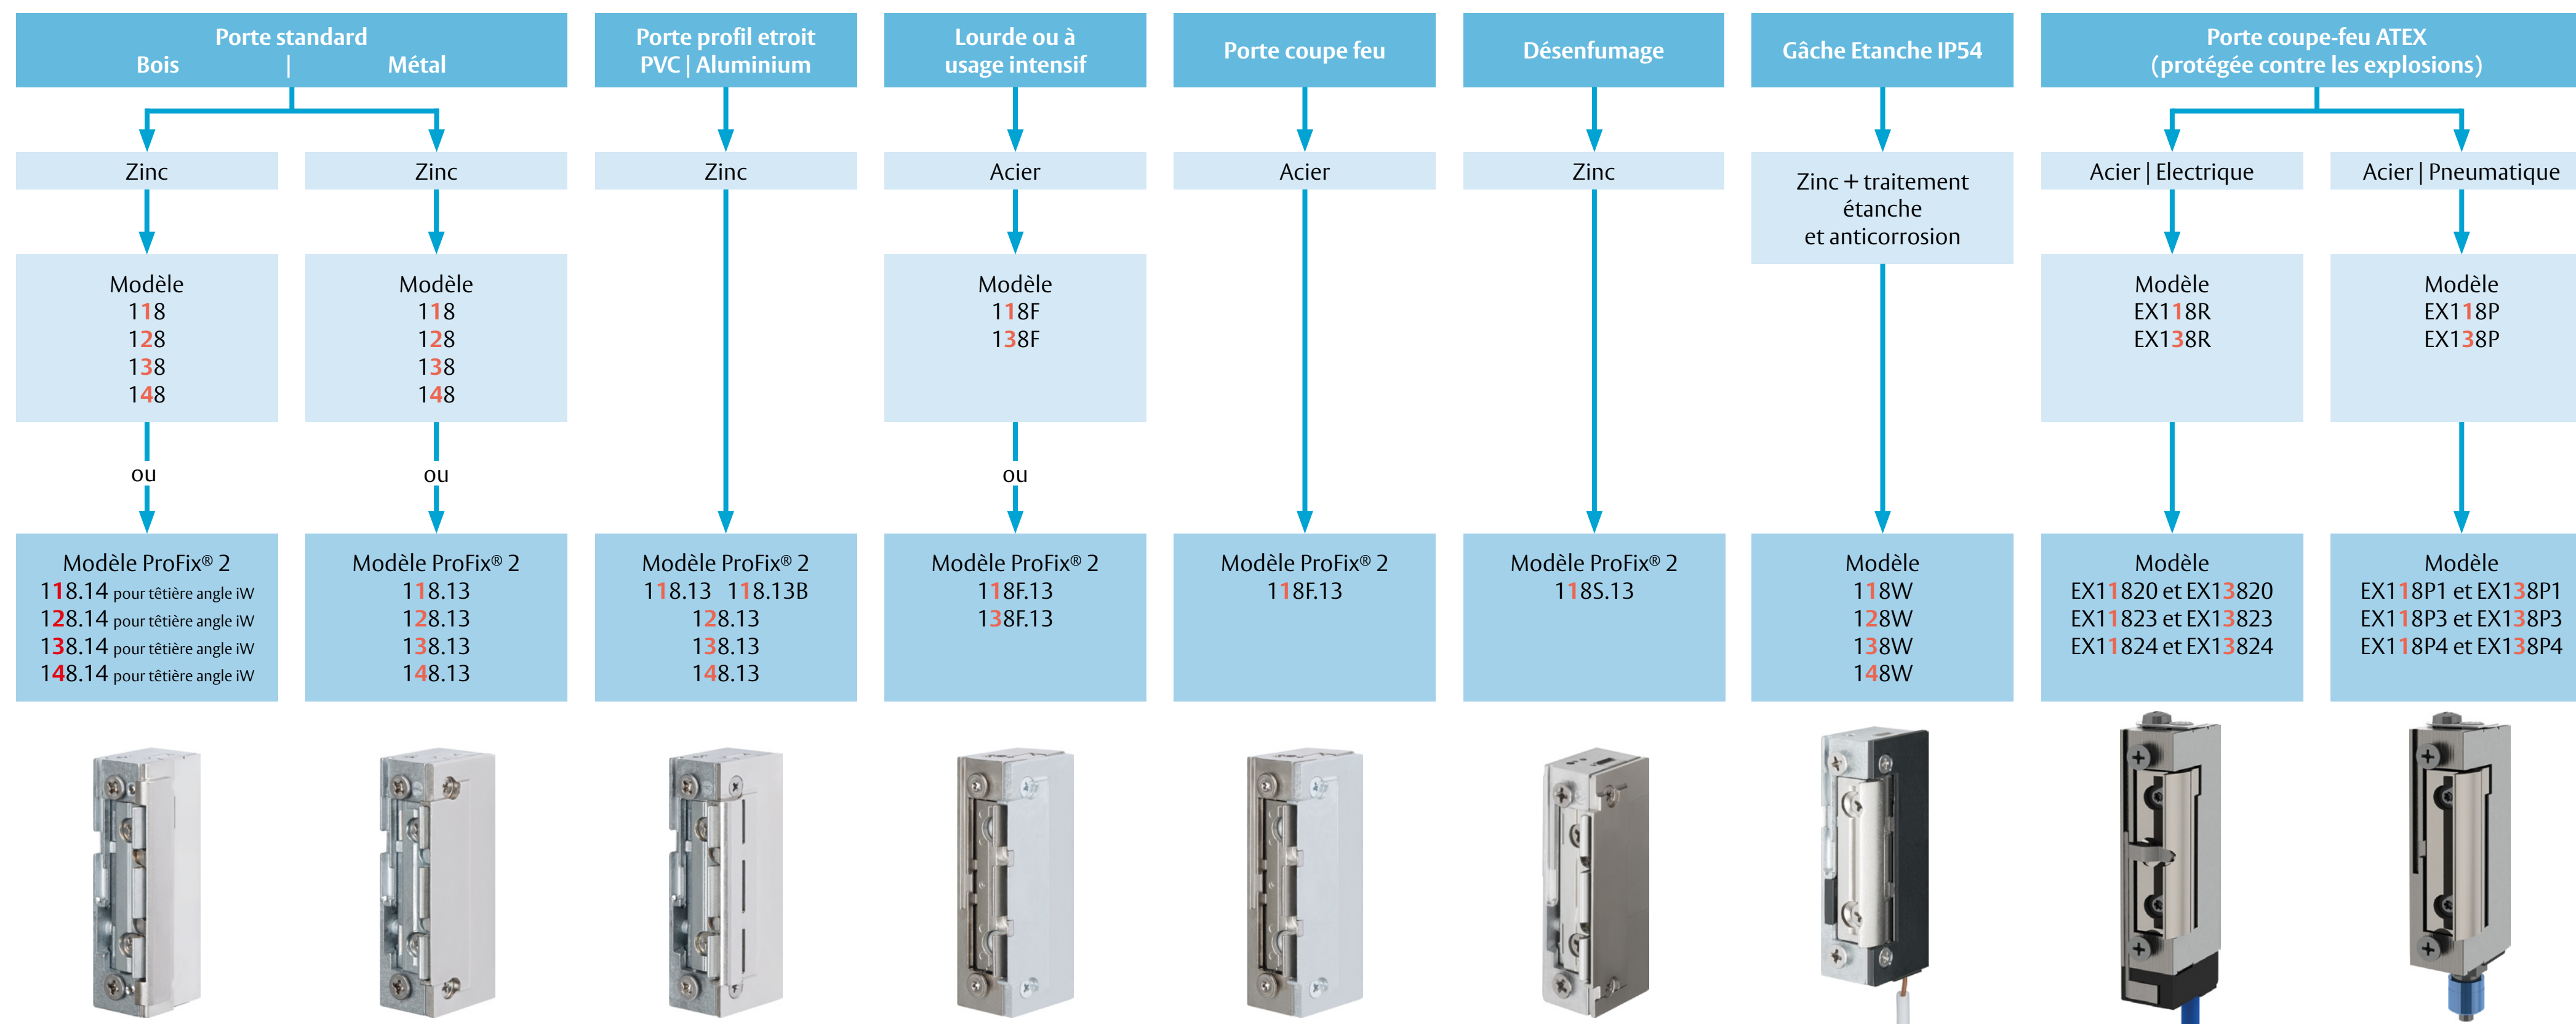 Porte standard
Bois | Métal
Zinc
Modèle
118
128
138
148
ou
Modèle ProFix® 2
118.14 pour têtière angle iW
128.14 pour têtière angle iW
138.14 pour têtière angle iW
148.14 pour têtière angle iW
Zinc
Modèle
118
128
138
148
ou
Modèle ProFix® 2
118.13
128.13
138.13
148.13
Porte profil etroit
PVC | Aluminium
Zinc
Modèle ProFix® 2
118.13 118.13B
128.13
138.13
148.13
Lourde ou à
usage intensif
Acier
Modèle
118F
138F
ou
Modèle ProFix® 2
118F.13
138F.13
Porte coupe feu
Acier
Modèle ProFix® 2
118F.13
Désenfumage
Zinc
Modèle ProFix® 2
118S.13
Gâche Etanche IP54
Zinc + traitement
étanche
et anticorrosion
Modèle
118W
128W
138W
148W
Porte coupe-feu ATEX
(protégée contre les explosions)
Acier | Electrique
Modèle
EX118R
EX138R
Modèle
EX11820 et EX13820
EX11823 et EX13823
EX11824 et EX13824
Acier | Pneumatique
Modèle
EX118P
EX138P
Modèle
EX118P1 et EX138P1
EX118P3 et EX138P3
EX118P4 et EX138P4